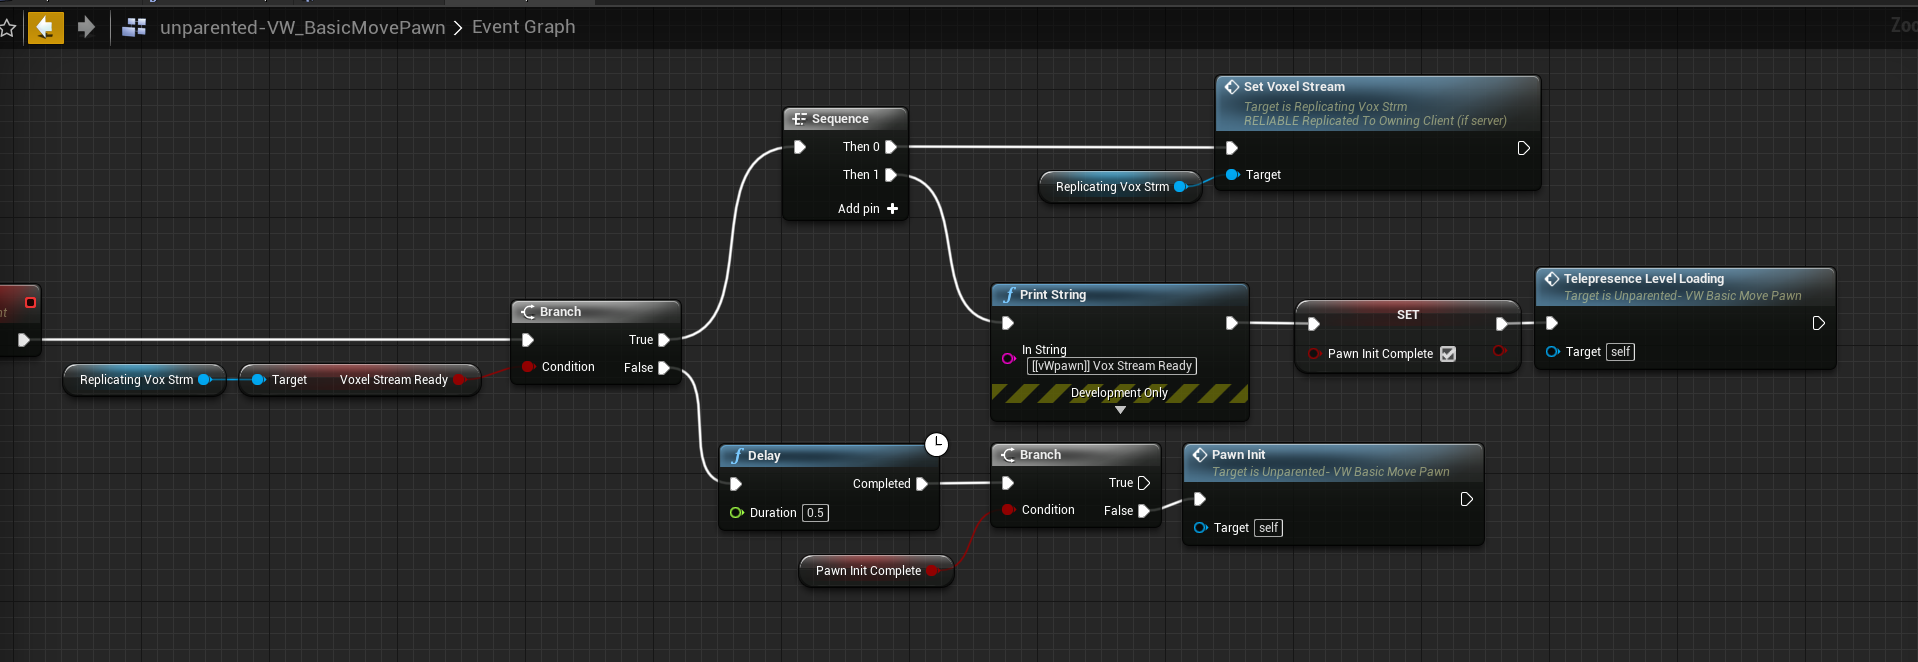 unparented-VW_BasicMovePawn > Event Graph
Zoo
Set Voxel Stream
Target is Replicating Vox Strm
RELIABLE Replicated To Owning Client (if server)
Target
Replicating Vox Strm
Sequence
Then 0
Then 1
Add pin
nt
Replicating Vox Strm
Target
Voxel Stream Ready
Branch
True
Condition
False
Print String
In String
[[vWpawn]] Vox Stream Ready
Development Only
SET
Pawn Init Complete
Telepresence Level Loading
Target is Unparented- VW Basic Move Pawn
Target self
Delay
Completed
Duration 0.5
Pawn Init Complete
Branch
True
Condition
False
Pawn Init
Target is Unparented- VW Basic Move Pawn
Target self